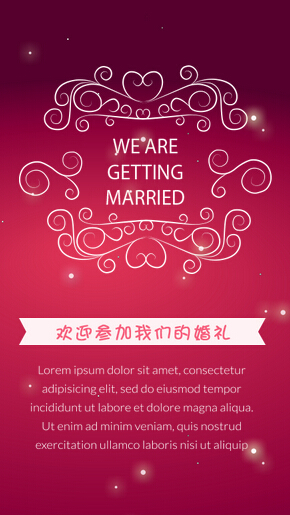 WE ARE
GETTING
MARRIED
欢迎参加我们的婚礼
Lorem ipsum dolor sit amet, consectetur
adipisicing elit, sed do eiusmod tempor
incididunt ut labore et dolore magna aliqua.
Ut enim ad minim veniam, quis nostrud
exercitation ullamco laboris nisi ut aliquip